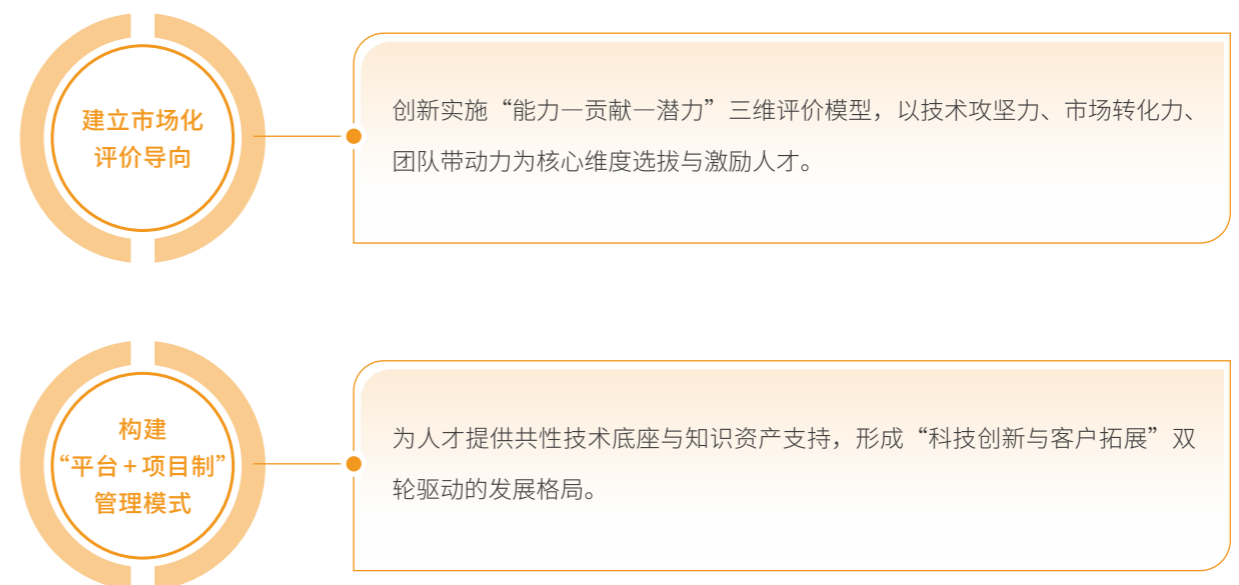 建立市场化
评价导向
创新实施“能力—贡献—潜力”三维评价模型，以技术攻坚力、市场转化力、
团队带动力为核心维度选拔与激励人才。
构建
“平台+项目制”
管理模式
为人才提供共性技术底座与知识资产支持，形成“科技创新与客户拓展”双
轮驱动的发展格局。